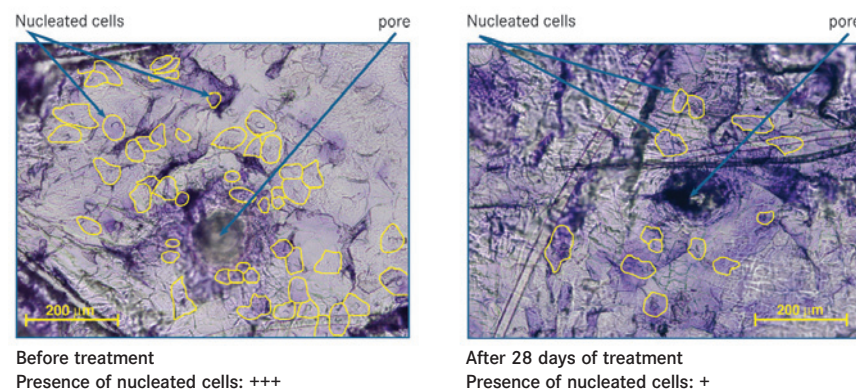 Nucleated cells
pore
Nucleated cells
pore
200 μm
200 μm
Before treatment
Presence of nucleated cells: +++
After 28 days of treatment
Presence of nucleated cells: +